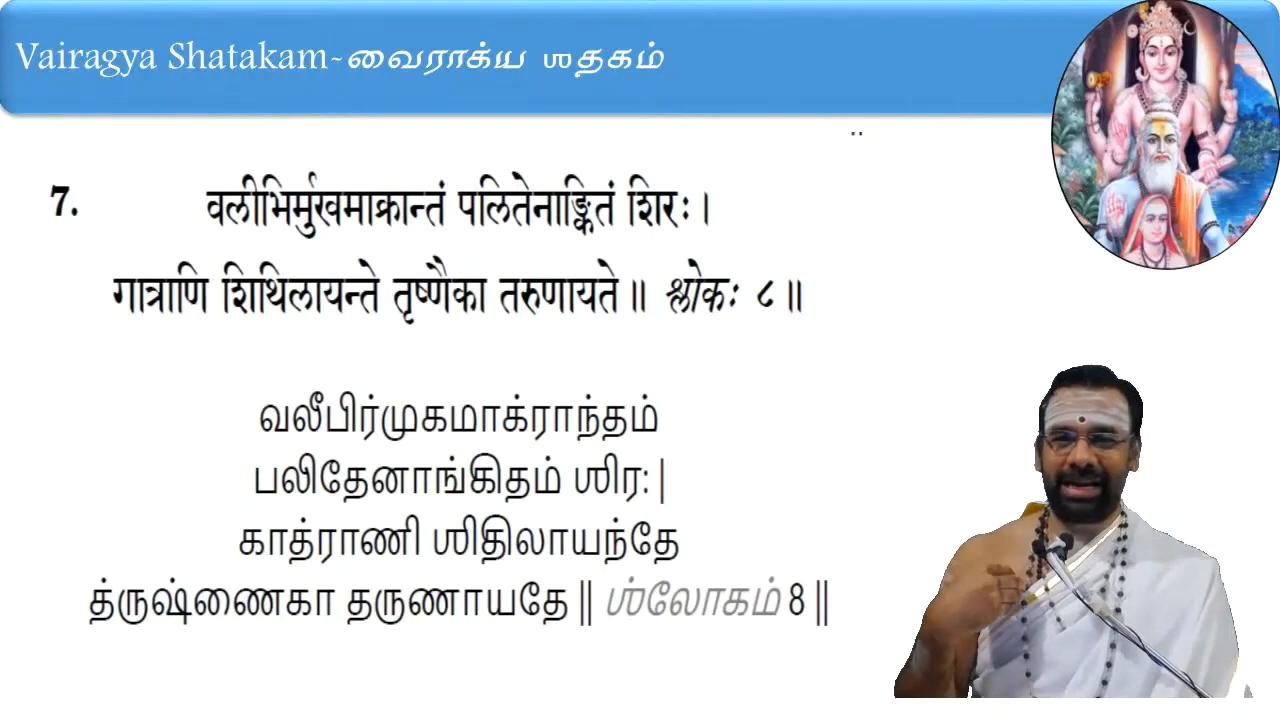 Vairagya Shatakam-வைராக்ய ஶதகம்
7. वलीभिर्मुखमाक्रान्तं पलितेनाङ्कितं शिरः।
गात्राणि शिथिलायन्ते तृष्णैका तरुणायते॥ श्लोकः ८॥
வலீபிர்முகமாக்ராந்தம்
பலிதேனாங்கிதம் ஶிர: |
காத்ராணி ஶிதிலாயந்தே
த்ருஷ்ணைகா தருணாயதே || ஶ்லோகம் 8 ||